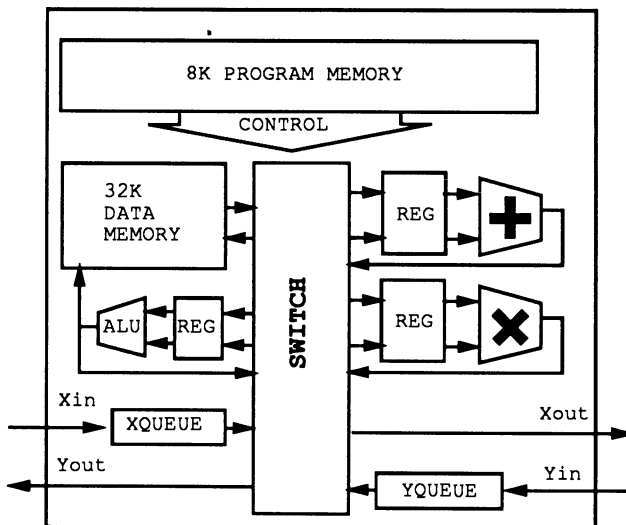 8K PROGRAM MEMORY
CONTROL
32K
DATA
MEMORY
REG
ALU
REG
SWITCH
REG
Xin
XQUEUE
Xout
Yout
YQUEUE
Yin